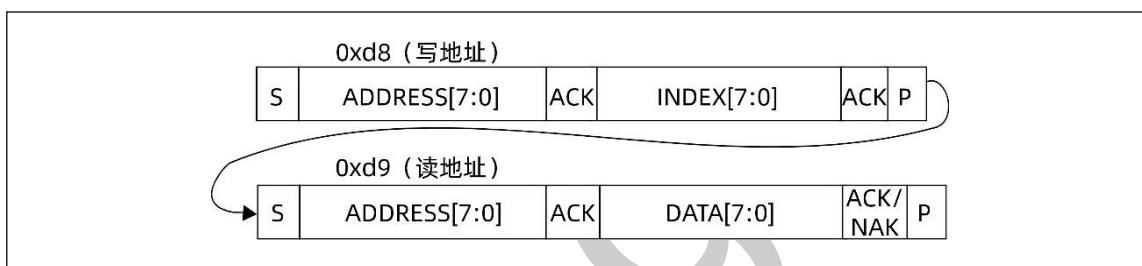 0xd8（写地址）
S ADDRESS[7:0] ACK INDEX[7:0] ACK P
0xd9（读地址）
S ADDRESS[7:0] ACK DATA[7:0] ACK/ NAK P